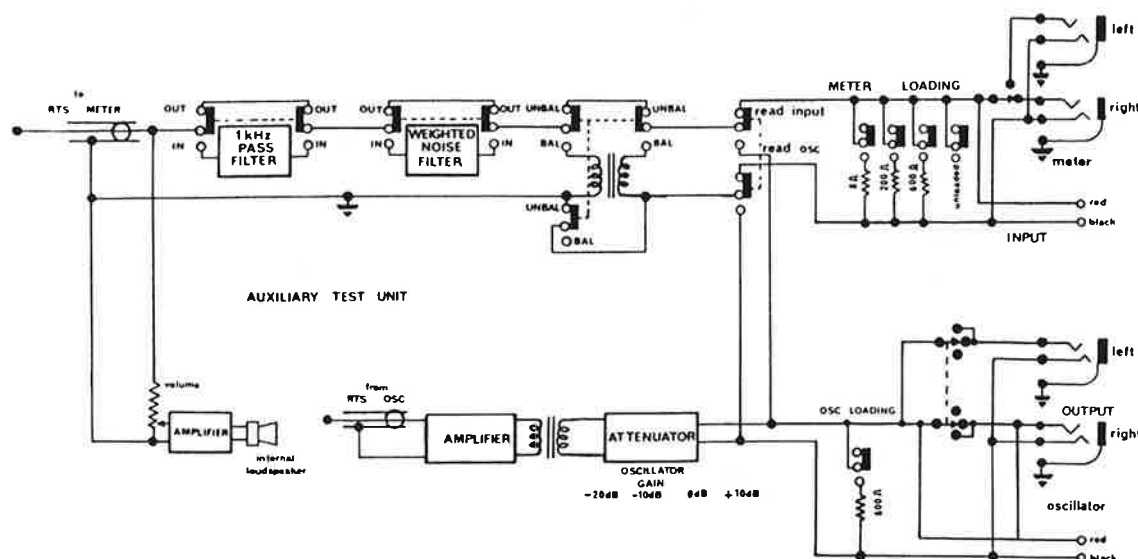 to
RTS METER
OUT
OUT
1kHz
PASS
FILTER
IN
IN
OUT
OUT
WEIGHTED
NOISE
FILTER
IN
IN
UNBAL
UNBAL
BAL
BAL
UNBAL
BAL
read input
read osc
METER LOADING
8Ω
200Ω
600Ω
unloaded
left
right
meter
red
black
INPUT
AUXILIARY TEST UNIT
volume
AMPLIFIER
internal
loudspeaker
from
RTS OSC
AMPLIFIER
ATTENUATOR
OSCILLATOR
GAIN
-20dB -10dB 0dB +10dB
OSC LOADING
600Ω
left
OUTPUT
right
oscillator
red
black